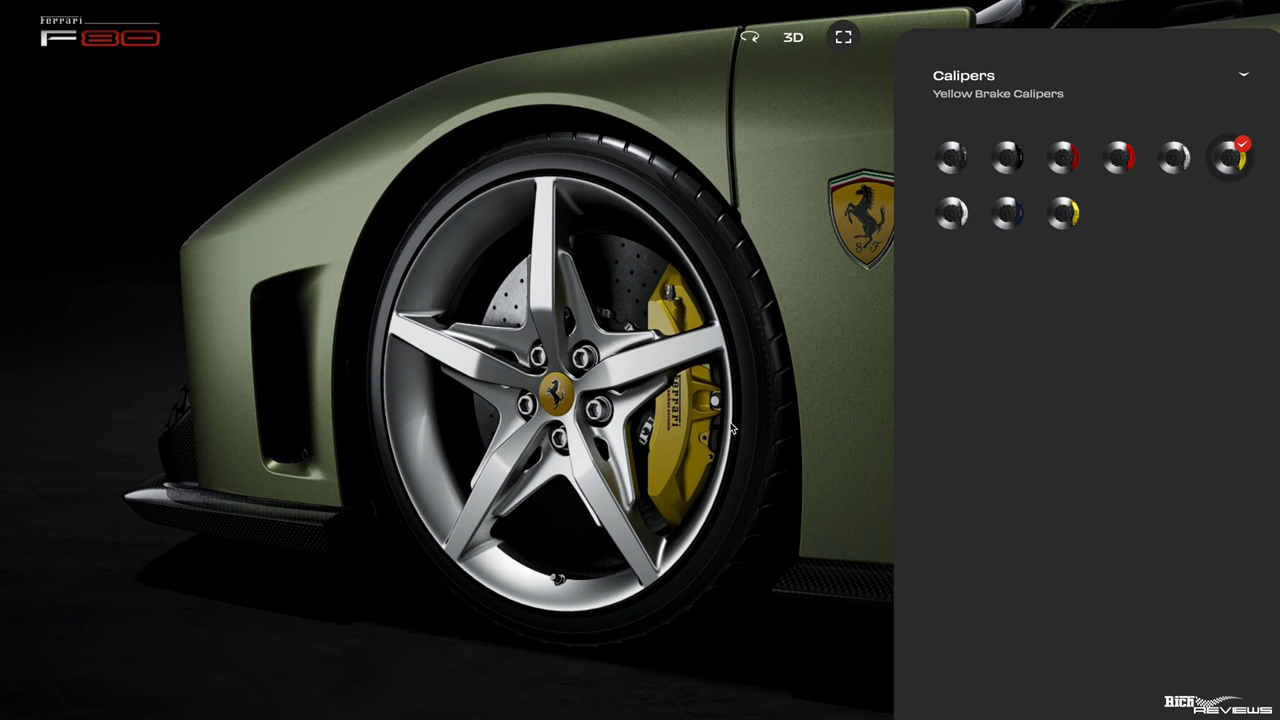 Ferrari
F80
3D
Calipers
Yellow Brake Calipers
S F
Ferrari
Rich
REVIEWS